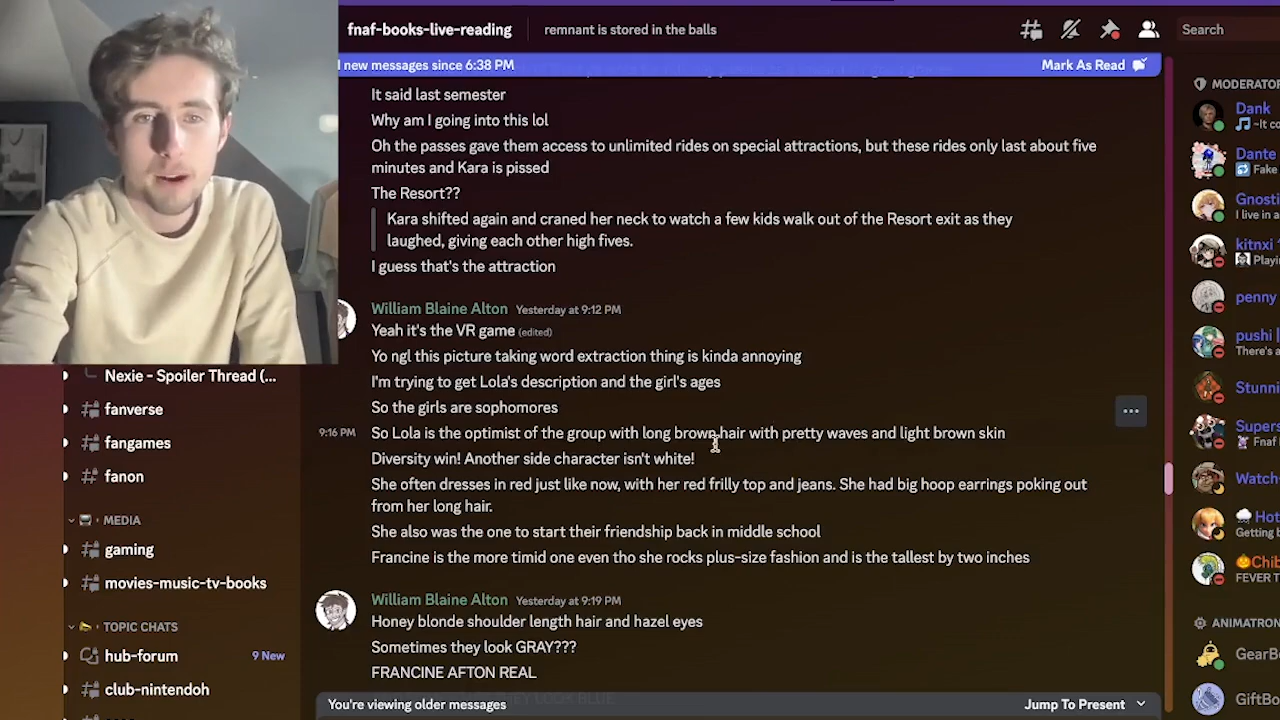 fnaf-books-live-reading
remnant is stored in the balls
Search
new messages since 6:38 PM
Mark As Read
It said last semester
Why am I going into this lol
Oh the passes gave them access to unlimited rides on special attractions, but these rides only last about five
minutes and Kara is pissed
The Resort??
Kara shifted again and craned her neck to watch a few kids walk out of the Resort exit as they
laughed, giving each other high fives.
I guess that's the attraction
William Blaine Alton Yesterday at 9:12 PM
Yeah it's the VR game (edited)
Yo ngl this picture taking word extraction thing is kinda annoying
I'm trying to get Lola's description and the girl's ages
So the girls are sophomores
9:16 PM So Lola is the optimist of the group with long brown hair with pretty waves and light brown skin
Diversity win! Another side character isn't white!
She often dresses in red just like now, with her red frilly top and jeans. She had big hoop earrings poking out
from her long hair.
She also was the one to start their friendship back in middle school
Francine is the more timid one even tho she rocks plus-size fashion and is the tallest by two inches
William Blaine Alton Yesterday at 9:19 PM
Honey blonde shoulder length hair and hazel eyes
Sometimes they look GRAY???
FRANCINE AFTON REAL
You're viewing older messages
Jump To Present
Nexie - Spoiler Thread (...
fanverse
fangames
fanon
MEDIA
gaming
movies-music-tv-books
TOPIC CHATS
hub-forum
9 New
club-nintendoh
MODERATOR
Dank
~It co
Dante
Fake
Gnosti
I live in a
kitnxi
Playin
penny
pushi |
There's a
Stunni
Supers
Fnaf
Watch
Hot
Getting
Chib
FEVER T
ANIMATRON
GearB
GiftBo